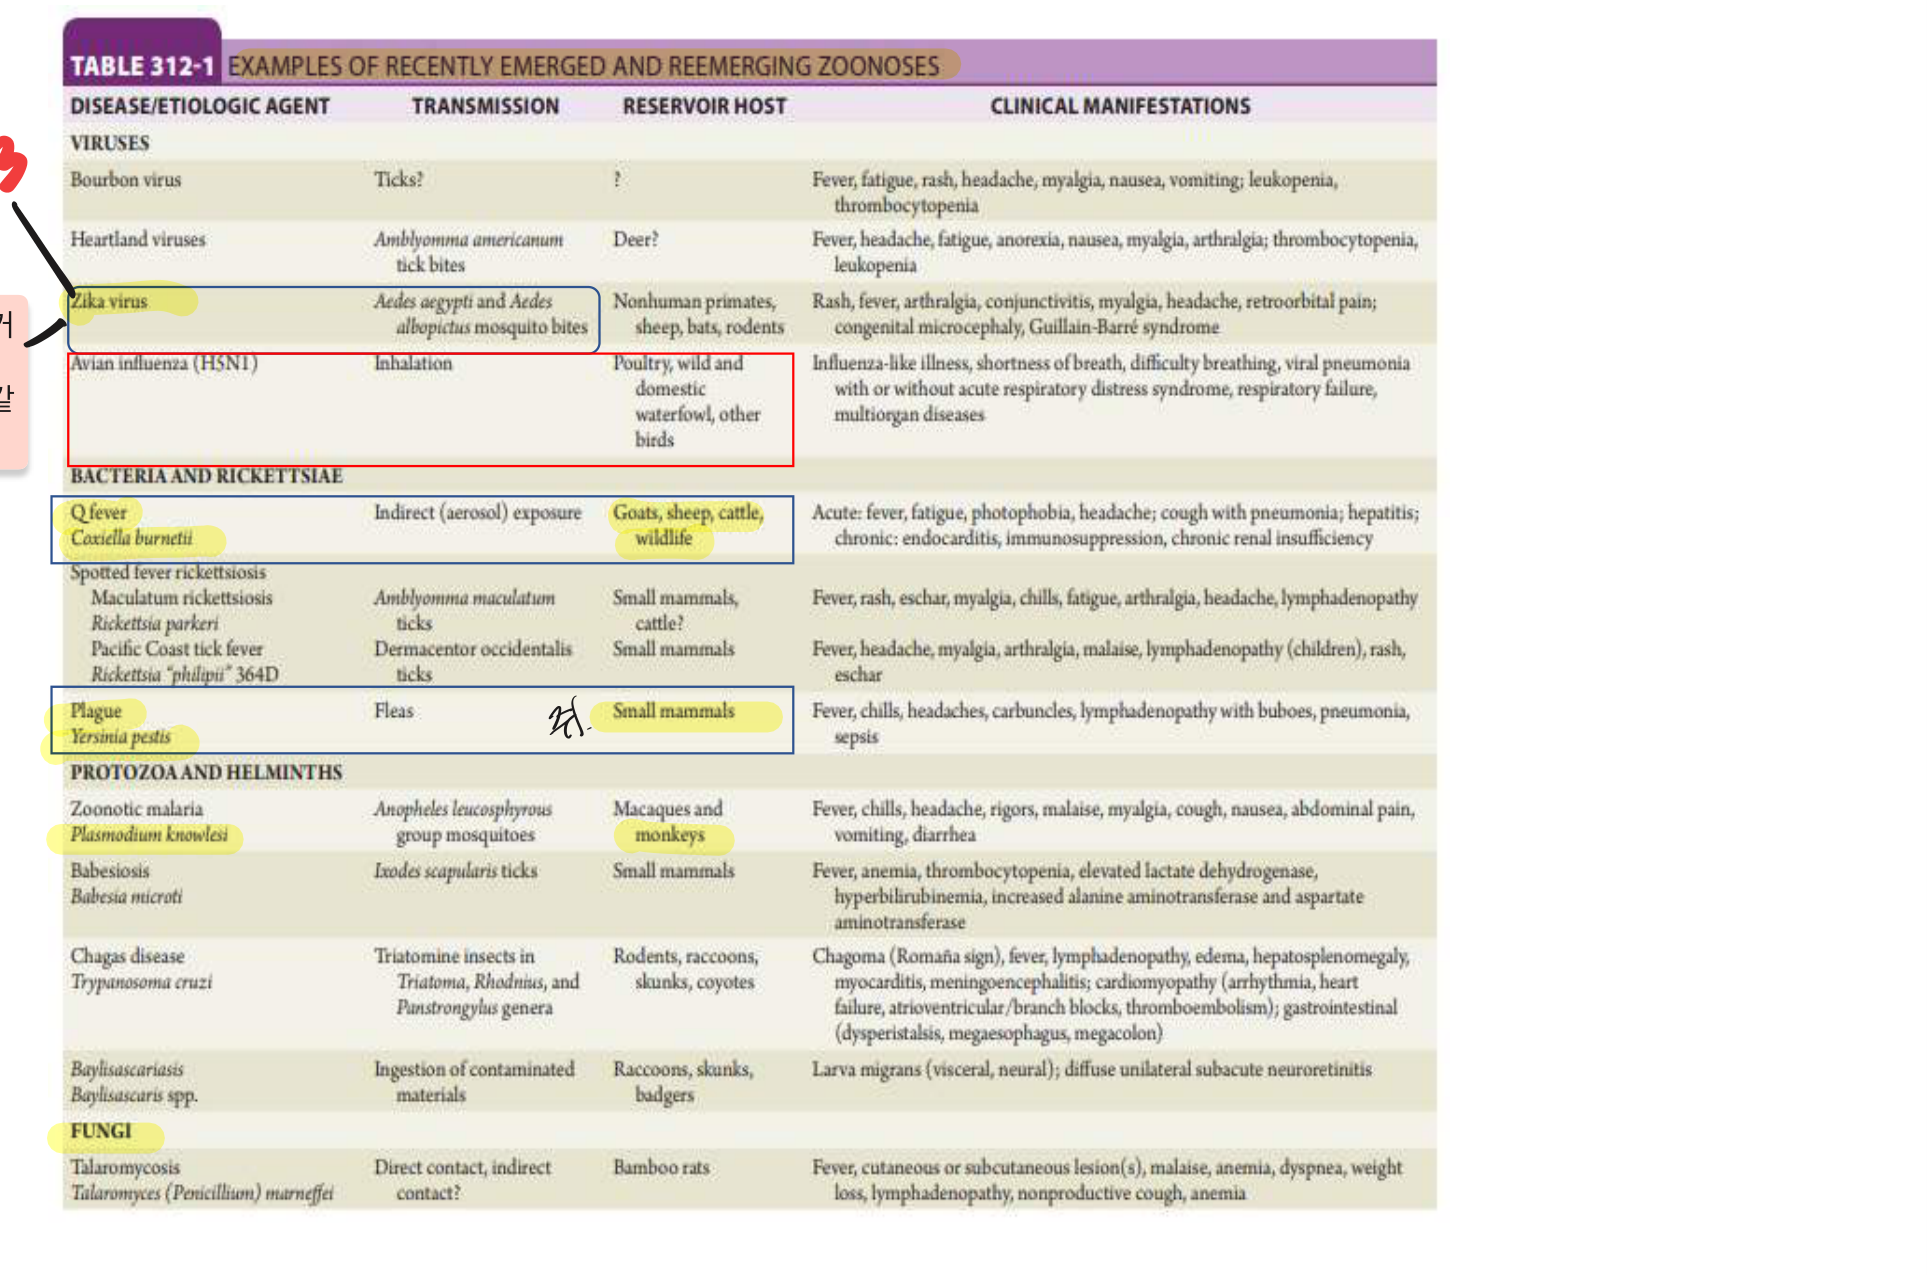 TABLE 312-1 EXAMPLES OF RECENTLY EMERGED AND REEMERGING ZOONOSES
DISEASE/ETIOLOGIC AGENT TRANSMISSION RESERVOIR HOST CLINICAL MANIFESTATIONS
VIRUSES
Bourbon virus Ticks? ? Fever, fatigue, rash, headache, myalgia, nausea, vomiting; leukopenia,
thrombocytopenia
Heartland viruses Amblyomma americanum Deer? Fever, headache, fatigue, anorexia, nausea, myalgia, arthralgia; thrombocytopenia,
tick bites leukopenia
Zika virus Aedes aegypti and Aedes Nonhuman primates, Rash, fever, arthralgia, conjunctivitis, myalgia, headache, retroorbital pain;
albopictus mosquito bites sheep, bats, rodents congenital microcephaly, Guillain-Barré syndrome
거
Avian influenza (H5N1) Inhalation Poultry, wild and Influenza-like illness, shortness of breath, difficulty breathing, viral pneumonia
domestic with or without acute respiratory distress syndrome, respiratory failure,
같
waterfowl, other multiorgan diseases
birds
BACTERIA AND RICKETTSIAE
Q fever Indirect (aerosol) exposure Goats, sheep, cattle, Acute: fever, fatigue, photophobia, headache; cough with pneumonia; hepatitis;
Coxiella burnetii wildlife chronic: endocarditis, immunosuppression, chronic renal insufficiency
Spotted fever rickettsiosis
Maculatum rickettsiosis Amblyomma maculatum Small mammals, Fever, rash, eschar, myalgia, chills, fatigue, arthralgia, headache, lymphadenopathy
Rickettsia parkeri ticks cattle?
Pacific Coast tick fever Dermacentor occidentalis Small mammals Fever, headache, myalgia, arthralgia, malaise, lymphadenopathy (children), rash,
Rickettsia “philipii” 364D ticks eschar
Plague Fleas Small mammals Fever, chills, headaches, carbuncles, lymphadenopathy with buboes, pneumonia,
Yersinia pestis sepsis
PROTOZOA AND HELMINTHS
Zoonotic malaria Anopheles leucosphyrous Macaques and Fever, chills, headache, rigors, malaise, myalgia, cough, nausea, abdominal pain,
Plasmodium knowlesi group mosquitoes monkeys vomiting, diarrhea
Babesiosis Ixodes scapularis ticks Small mammals Fever, anemia, thrombocytopenia, elevated lactate dehydrogenase,
Babesia microti hyperbilirubinemia, increased alanine aminotransferase and aspartate
aminotransferase
Chagas disease Triatomine insects in Rodents, raccoons, Chagoma (Romaña sign), fever, lymphadenopathy, edema, hepatosplenomegaly,
Trypanosoma cruzi Triatoma, Rhodnius, and skunks, coyotes myocarditis, meningoencephalitis; cardiomyopathy (arrhythmia, heart
Panstrongylus genera failure, atrioventricular/branch blocks, thromboembolism); gastrointestinal
(dysperistalsis, megaesophagus, megacolon)
Baylisascariasis Ingestion of contaminated Raccoons, skunks, Larva migrans (visceral, neural); diffuse unilateral subacute neuroretinitis
Baylisascaris spp. materials badgers
FUNGI
Talaromycosis Direct contact, indirect Bamboo rats Fever, cutaneous or subcutaneous lesion(s), malaise, anemia, dyspnea, weight
Talaromyces (Penicillium) marneffei contact? loss, lymphadenopathy, nonproductive cough, anemia